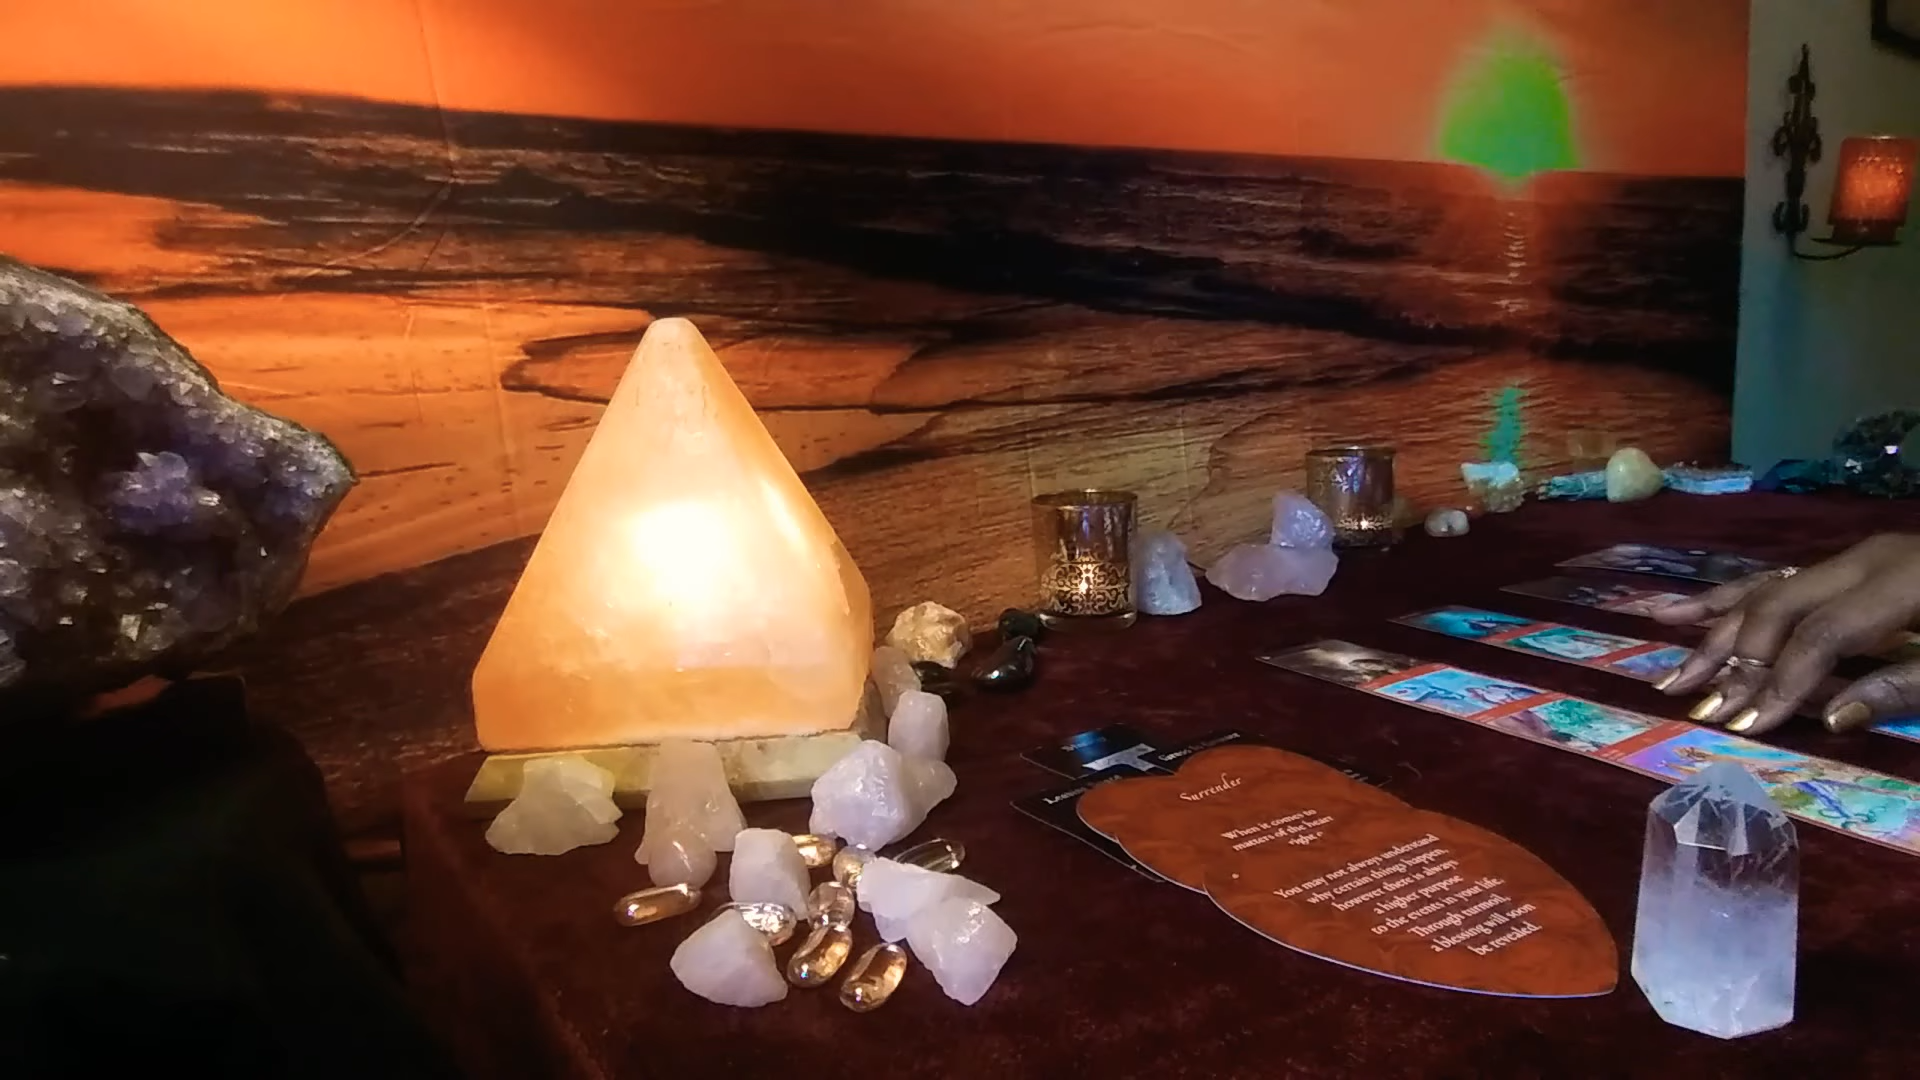 Surrender
When it comes to
matters of the heart
You may not always understand
why certain things happen,
however there is always
a higher purpose
to the events in your life.
Through turmoil,
a blessing will soon
be revealed.